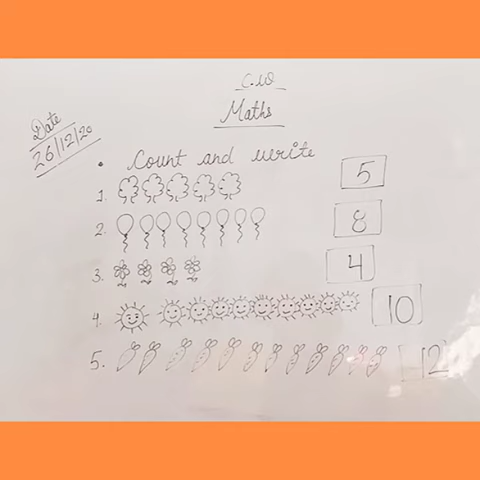 C.W
Maths
Date
26/12/20
• Count and write
1. 5
2. 8
3. 4
4. 10
5. 12